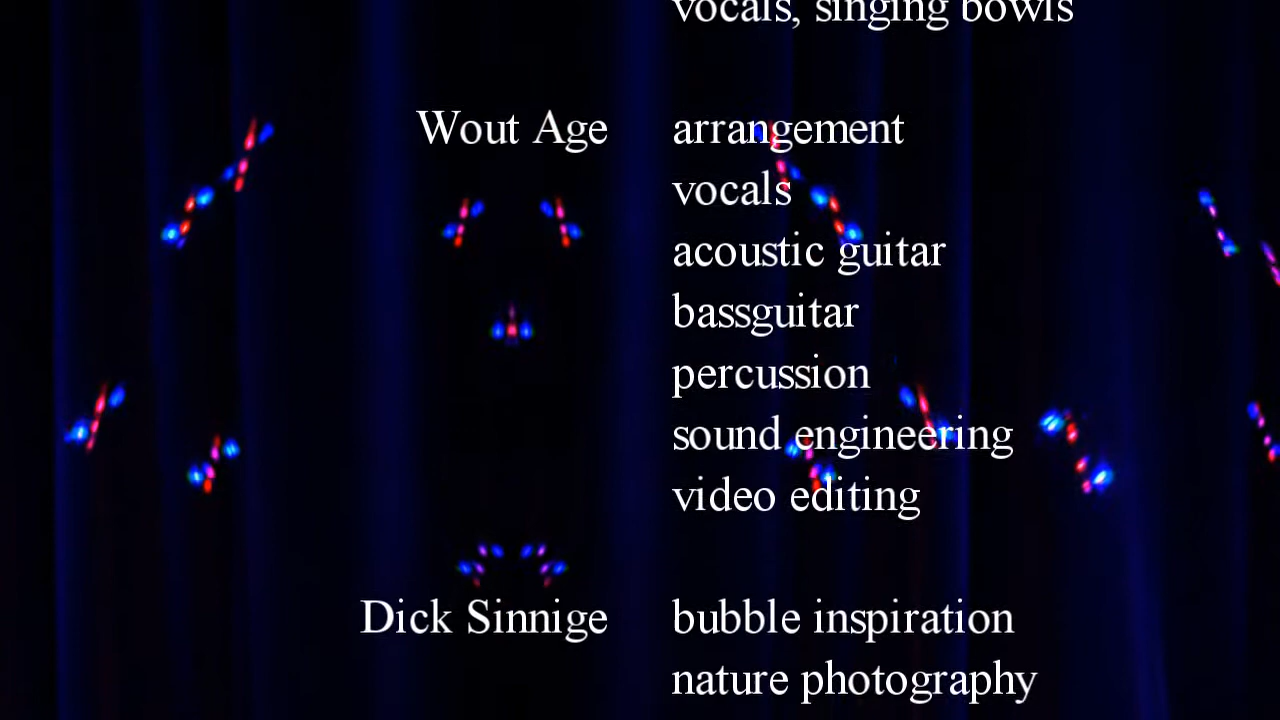 vocals, singing bowls
Wout Age arrangement
vocals
acoustic guitar
bassguitar
percussion
sound engineering
video editing
Dick Sinnige bubble inspiration
nature photography